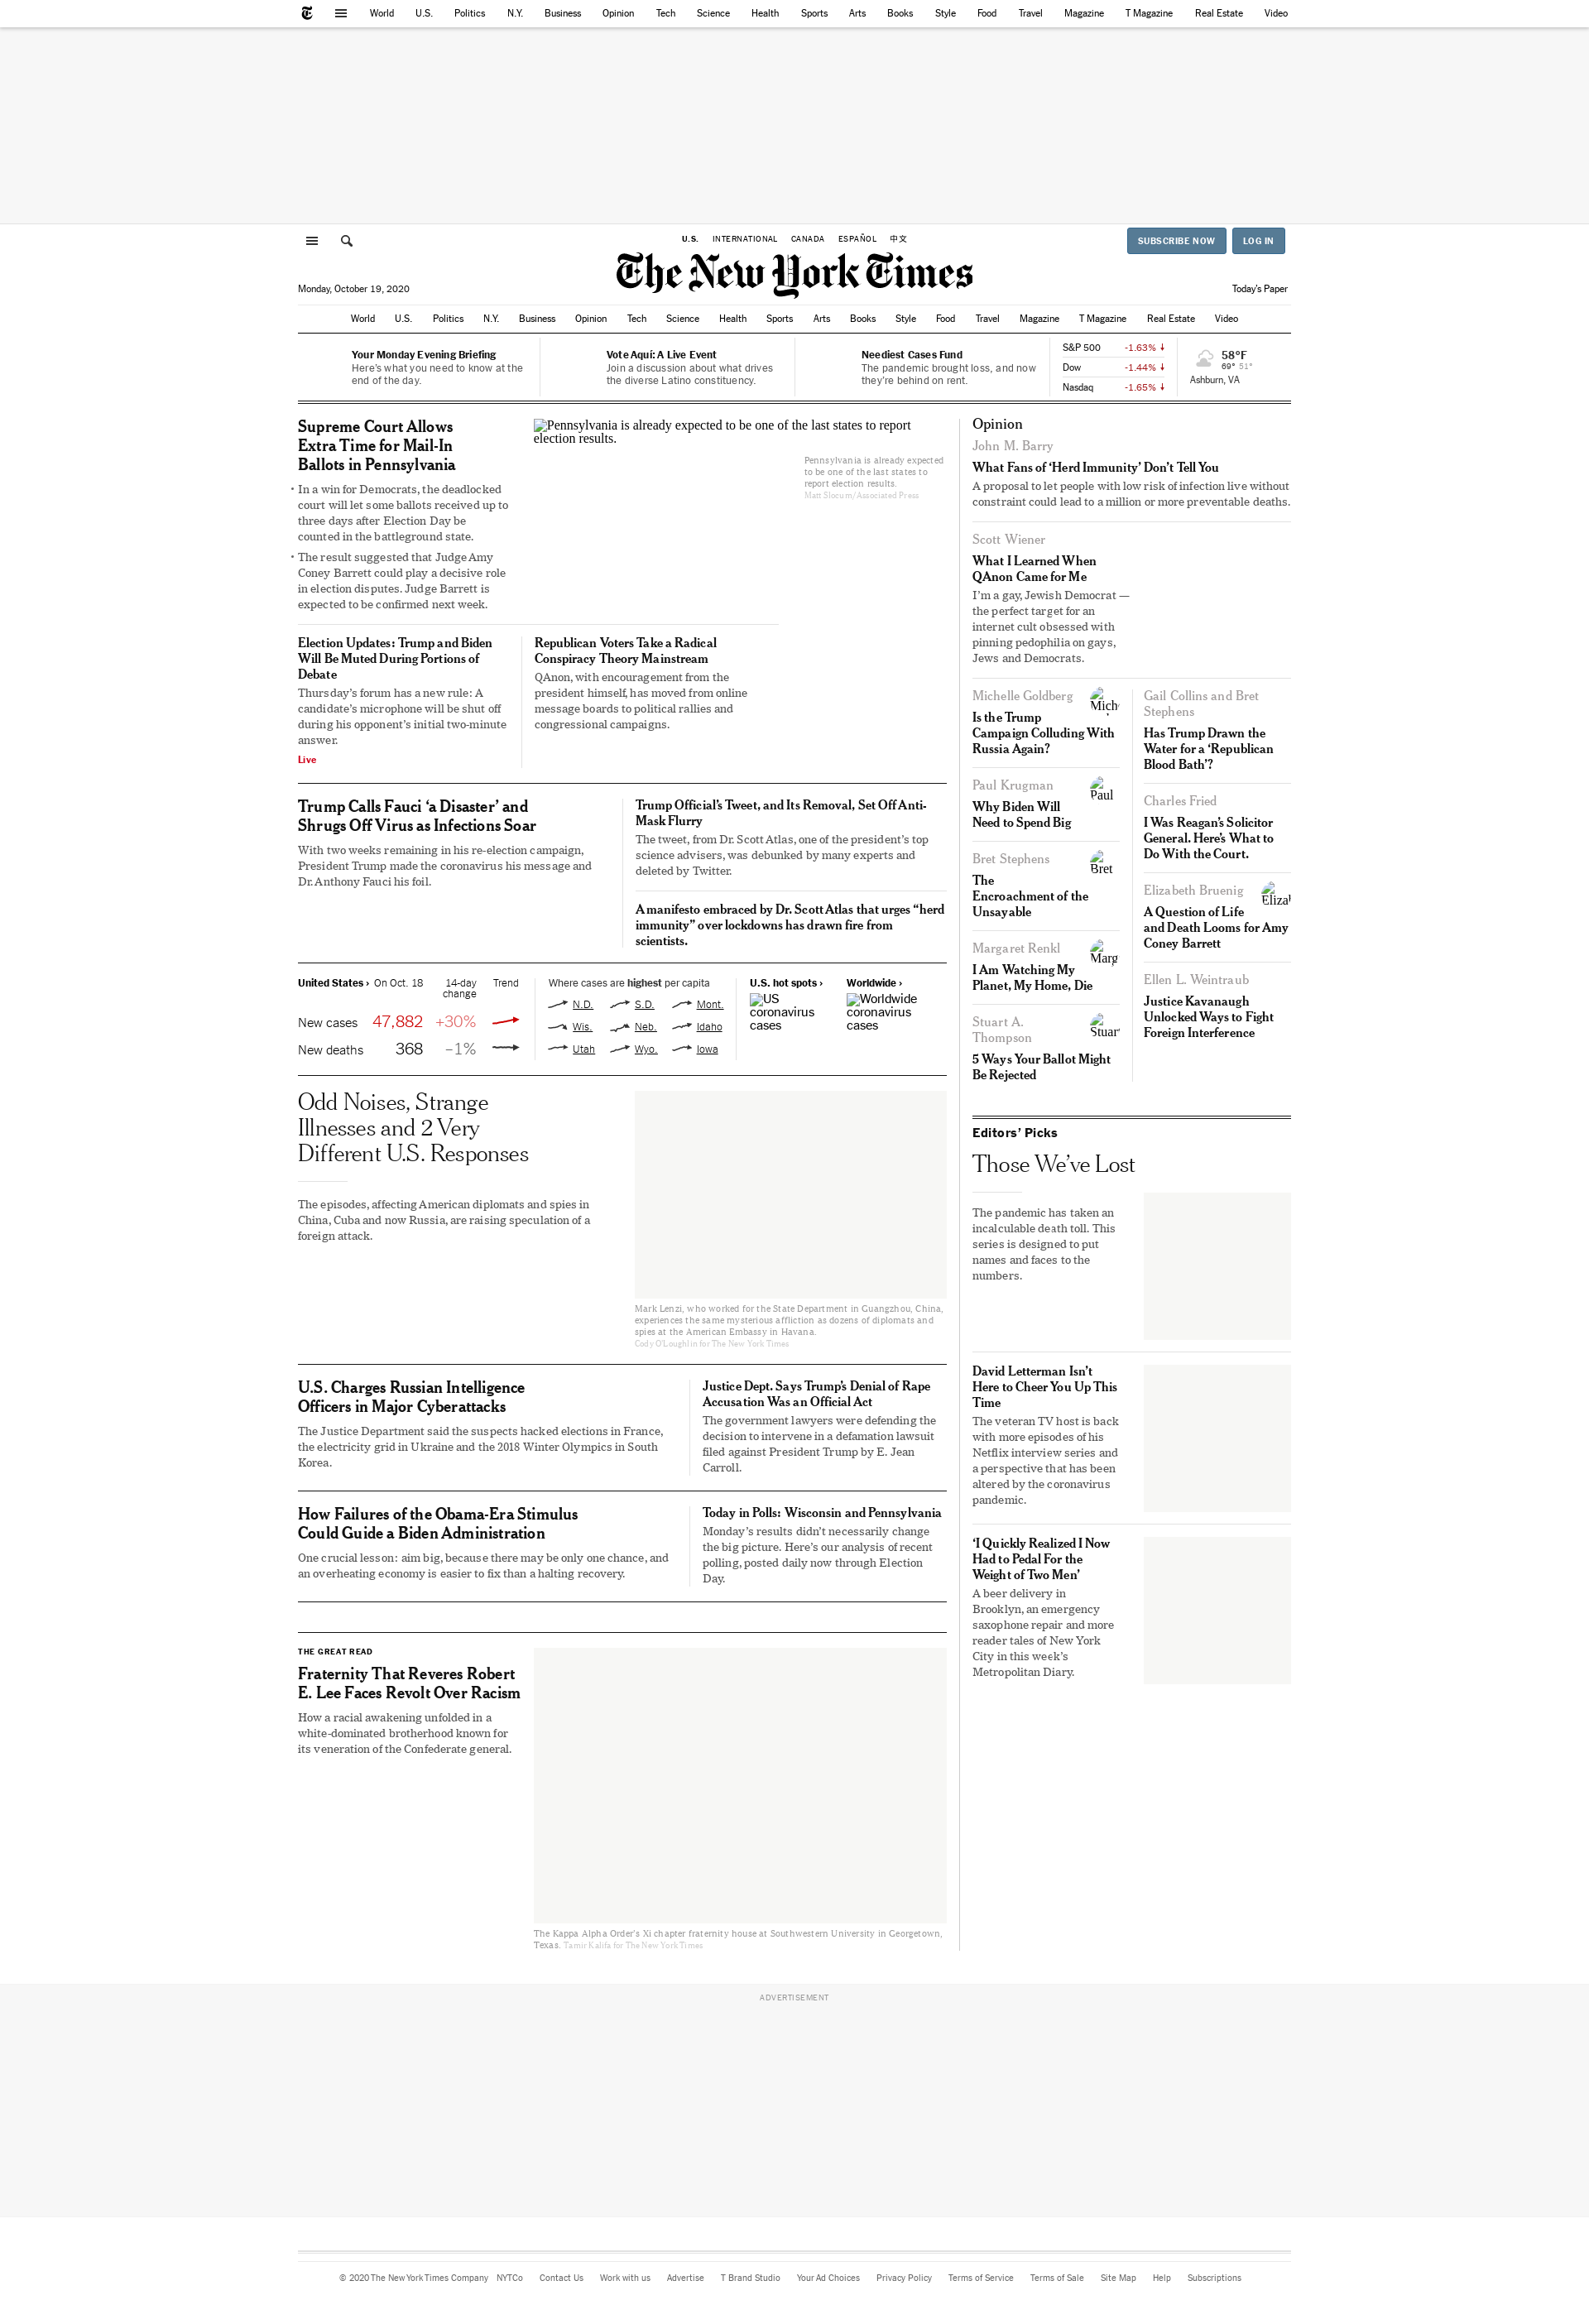 World U.S. Politics N.Y. Business Opinion Tech Science Health Sports Arts Books Style Food Travel Magazine T Magazine Real Estate Video
U.S. INTERNATIONAL CANADA ESPAÑOL 中文
SUBSCRIBE NOW LOG IN
The New York Times
Monday, October 19, 2020
Today's Paper
World U.S. Politics N.Y. Business Opinion Tech Science Health Sports Arts Books Style Food Travel Magazine T Magazine Real Estate Video
Your Monday Evening Briefing
Here's what you need to know at the
end of the day.
Vote Aquí: A Live Event
Join a discussion about what drives
the diverse Latino constituency.
Neediest Cases Fund
The pandemic brought loss, and now
they're behind on rent.
S&P 500 -1.63% ↓
Dow -1.44% ↓
Nasdaq -1.65% ↓
58°F
69° 51°
Ashburn, VA
Supreme Court Allows
Extra Time for Mail-In
Ballots in Pennsylvania
• In a win for Democrats, the deadlocked
court will let some ballots received up to
three days after Election Day be
counted in the battleground state.
• The result suggested that Judge Amy
Coney Barrett could play a decisive role
in election disputes. Judge Barrett is
expected to be confirmed next week.
Pennsylvania is already expected to be one of the last states to report
election results.
Pennsylvania is already expected
to be one of the last states to
report election results.
Matt Slocum/Associated Press
Election Updates: Trump and Biden
Will Be Muted During Portions of
Debate
Thursday's forum has a new rule: A
candidate's microphone will be shut off
during his opponent's initial two-minute
answer.
Live
Republican Voters Take a Radical
Conspiracy Theory Mainstream
QAnon, with encouragement from the
president himself, has moved from online
message boards to political rallies and
congressional campaigns.
Trump Calls Fauci 'a Disaster' and
Shrugs Off Virus as Infections Soar
With two weeks remaining in his re-election campaign,
President Trump made the coronavirus his message and
Dr. Anthony Fauci his foil.
Trump Official's Tweet, and Its Removal, Set Off Anti-
Mask Flurry
The tweet, from Dr. Scott Atlas, one of the president's top
science advisers, was debunked by many experts and
deleted by Twitter.
A manifesto embraced by Dr. Scott Atlas that urges “herd
immunity” over lockdowns has drawn fire from
scientists.
United States › On Oct. 18 14-day Trend
change
New cases 47,882 +30%
New deaths 368 –1%
Where cases are highest per capita
N.D. S.D. Mont.
Wis. Neb. Idaho
Utah Wyo. Iowa
U.S. hot spots ›
US
coronavirus
cases
Worldwide ›
Worldwide
coronavirus
cases
Odd Noises, Strange
Illnesses and 2 Very
Different U.S. Responses
The episodes, affecting American diplomats and spies in
China, Cuba and now Russia, are raising speculation of a
foreign attack.
Mark Lenzi, who worked for the State Department in Guangzhou, China,
experiences the same mysterious affliction as dozens of diplomats and
spies at the American Embassy in Havana.
Cody O'Loughlin for The New York Times
U.S. Charges Russian Intelligence
Officers in Major Cyberattacks
The Justice Department said the suspects hacked elections in France,
the electricity grid in Ukraine and the 2018 Winter Olympics in South
Korea.
Justice Dept. Says Trump's Denial of Rape
Accusation Was an Official Act
The government lawyers were defending the
decision to intervene in a defamation lawsuit
filed against President Trump by E. Jean
Carroll.
How Failures of the Obama-Era Stimulus
Could Guide a Biden Administration
One crucial lesson: aim big, because there may be only one chance, and
an overheating economy is easier to fix than a halting recovery.
Today in Polls: Wisconsin and Pennsylvania
Monday's results didn't necessarily change
the big picture. Here's our analysis of recent
polling, posted daily now through Election
Day.
THE GREAT READ
Fraternity That Reveres Robert
E. Lee Faces Revolt Over Racism
How a racial awakening unfolded in a
white-dominated brotherhood known for
its veneration of the Confederate general.
The Kappa Alpha Order's Xi chapter fraternity house at Southwestern University in Georgetown,
Texas. Tamir Kalifa for The New York Times
Opinion
John M. Barry
What Fans of 'Herd Immunity' Don't Tell You
A proposal to let people with low risk of infection live without
constraint could lead to a million or more preventable deaths.
Scott Wiener
What I Learned When
QAnon Came for Me
I'm a gay, Jewish Democrat —
the perfect target for an
internet cult obsessed with
pinning pedophilia on gays,
Jews and Democrats.
Michelle Goldberg
Is the Trump
Campaign Colluding With
Russia Again?
Paul Krugman
Paul
Why Biden Will
Need to Spend Big
Bret Stephens
Bret
The
Encroachment of the
Unsayable
Margaret Renkl
I Am Watching My
Planet, My Home, Die
Stuart A.
Thompson
5 Ways Your Ballot Might
Be Rejected
Gail Collins and Bret
Stephens
Has Trump Drawn the
Water for a 'Republican
Blood Bath'?
Charles Fried
I Was Reagan's Solicitor
General. Here's What to
Do With the Court.
Elizabeth Bruenig
A Question of Life
and Death Looms for Amy
Coney Barrett
Ellen L. Weintraub
Justice Kavanaugh
Unlocked Ways to Fight
Foreign Interference
Editors' Picks
Those We've Lost
The pandemic has taken an
incalculable death toll. This
series is designed to put
names and faces to the
numbers.
David Letterman Isn't
Here to Cheer You Up This
Time
The veteran TV host is back
with more episodes of his
Netflix interview series and
a perspective that has been
altered by the coronavirus
pandemic.
'I Quickly Realized I Now
Had to Pedal For the
Weight of Two Men'
A beer delivery in
Brooklyn, an emergency
saxophone repair and more
reader tales of New York
City in this week's
Metropolitan Diary.
ADVERTISEMENT
© 2020 The New York Times Company NYTCo Contact Us Work with us Advertise T Brand Studio Your Ad Choices Privacy Policy Terms of Service Terms of Sale Site Map Help Subscriptions